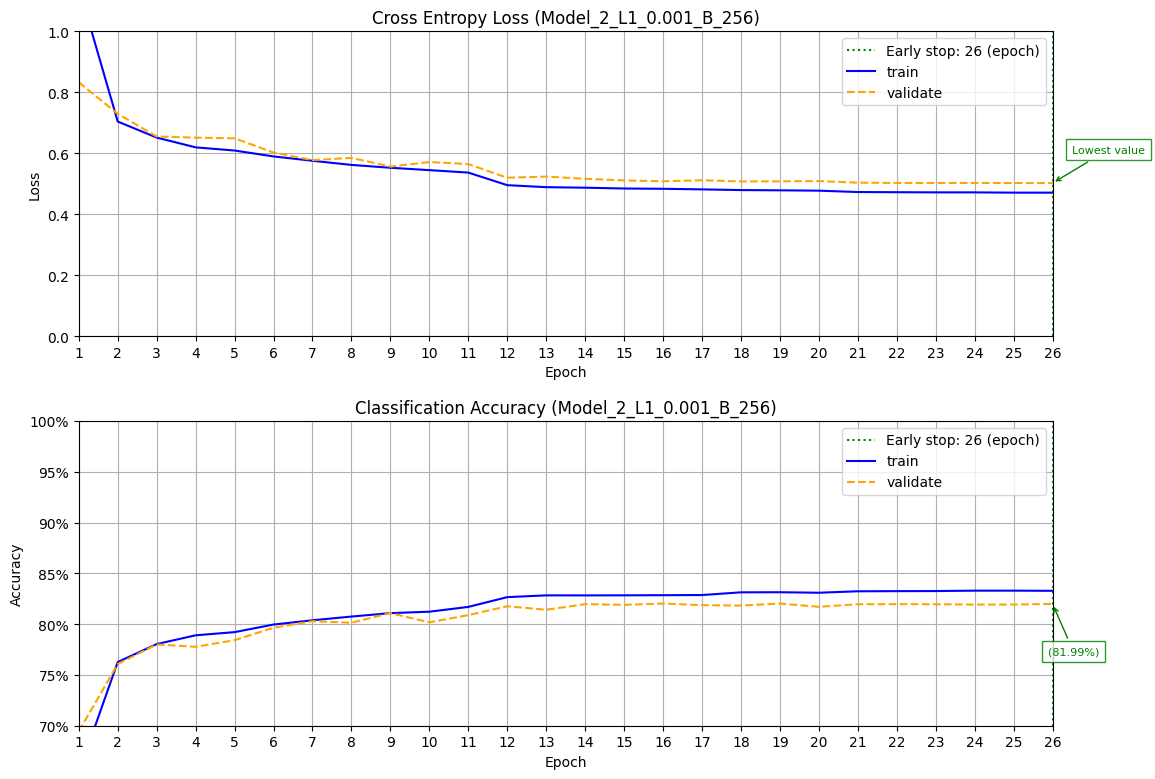 Cross Entropy Loss (Model_2_L1_0.001_B_256)
1.0
0.8
0.6
0.4
0.2
0.0
Loss
Early stop: 26 (epoch)
train
validate
Lowest value
1 2 3 4 5 6 7 8 9 10 11 12 13 14 15 16 17 18 19 20 21 22 23 24 25 26
Epoch
Classification Accuracy (Model_2_L1_0.001_B_256)
100%
95%
90%
85%
80%
75%
70%
Accuracy
Early stop: 26 (epoch)
train
validate
(81.99%)
1 2 3 4 5 6 7 8 9 10 11 12 13 14 15 16 17 18 19 20 21 22 23 24 25 26
Epoch